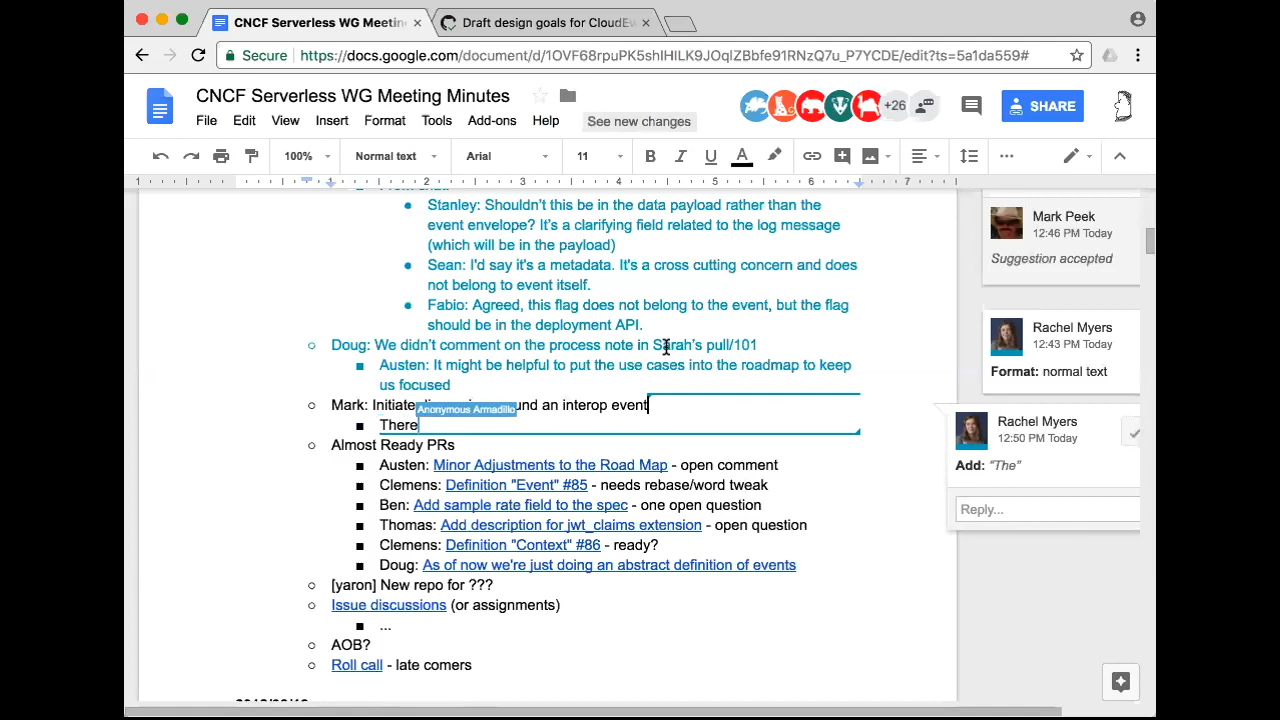 CNCF Serverless WG Meetin
Draft design goals for CloudEv
Secure
https://docs.google.com/document/d/1OVF68rpuPK5shIHILK9JOqlZBbfe91RNzQ7u_P7YCDE/edit?ts=5a1da559#
CNCF Serverless WG Meeting Minutes
+26
SHARE
File Edit View Insert Format Tools Add-ons Help See new changes
100% Normal text Arial 11 B I U A
1 1 2 3 4 5 6 7
Stanley: Shouldn't this be in the data payload rather than the
event envelope? It's a clarifying field related to the log message
(which will be in the payload)
Sean: I'd say it's a metadata. It's a cross cutting concern and does
not belong to event itself.
Fabio: Agreed, this flag does not belong to the event, but the flag
should be in the deployment API.
Doug: We didn't comment on the process note in Sarah's pull/101
Austen: It might be helpful to put the use cases into the roadmap to keep
us focused
Mark: Initiate und an interop event
Anonymous Armadillo
There
Almost Ready PRs
Austen: Minor Adjustments to the Road Map - open comment
Clemens: Definition "Event" #85 - needs rebase/word tweak
Ben: Add sample rate field to the spec - one open question
Thomas: Add description for jwt_claims extension - open question
Clemens: Definition "Context" #86 - ready?
Doug: As of now we're just doing an abstract definition of events
[yaron] New repo for ???
Issue discussions (or assignments)
...
AOB?
Roll call - late comers
Mark Peek
12:46 PM Today
Suggestion accepted
Rachel Myers
12:43 PM Today
Format: normal text
Rachel Myers
12:50 PM Today
Add: "The"
Reply...